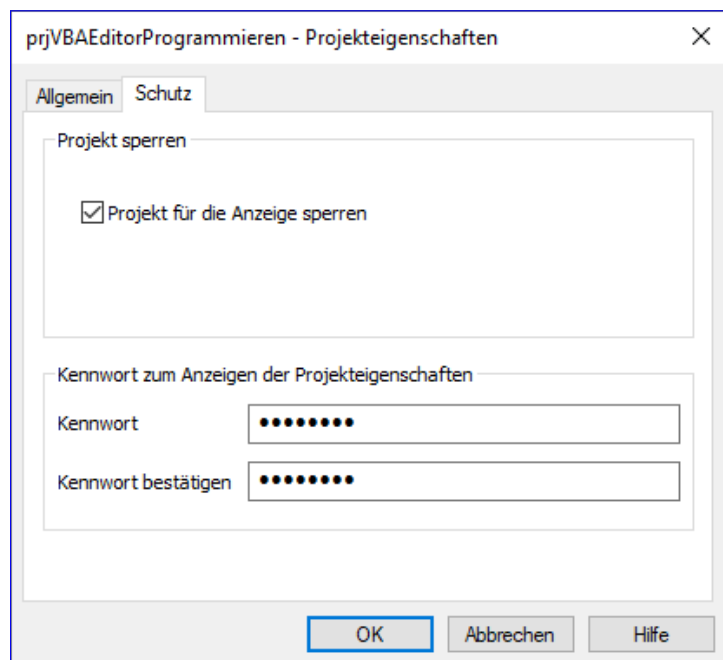 prjVBAEditorProgrammieren - Projekteigenschaften
Allgemein Schutz
Projekt sperren
Projekt für die Anzeige sperren
Kennwort zum Anzeigen der Projekteigenschaften
Kennwort ●●●●●●●●
Kennwort bestätigen ●●●●●●●●
OK Abbrechen Hilfe